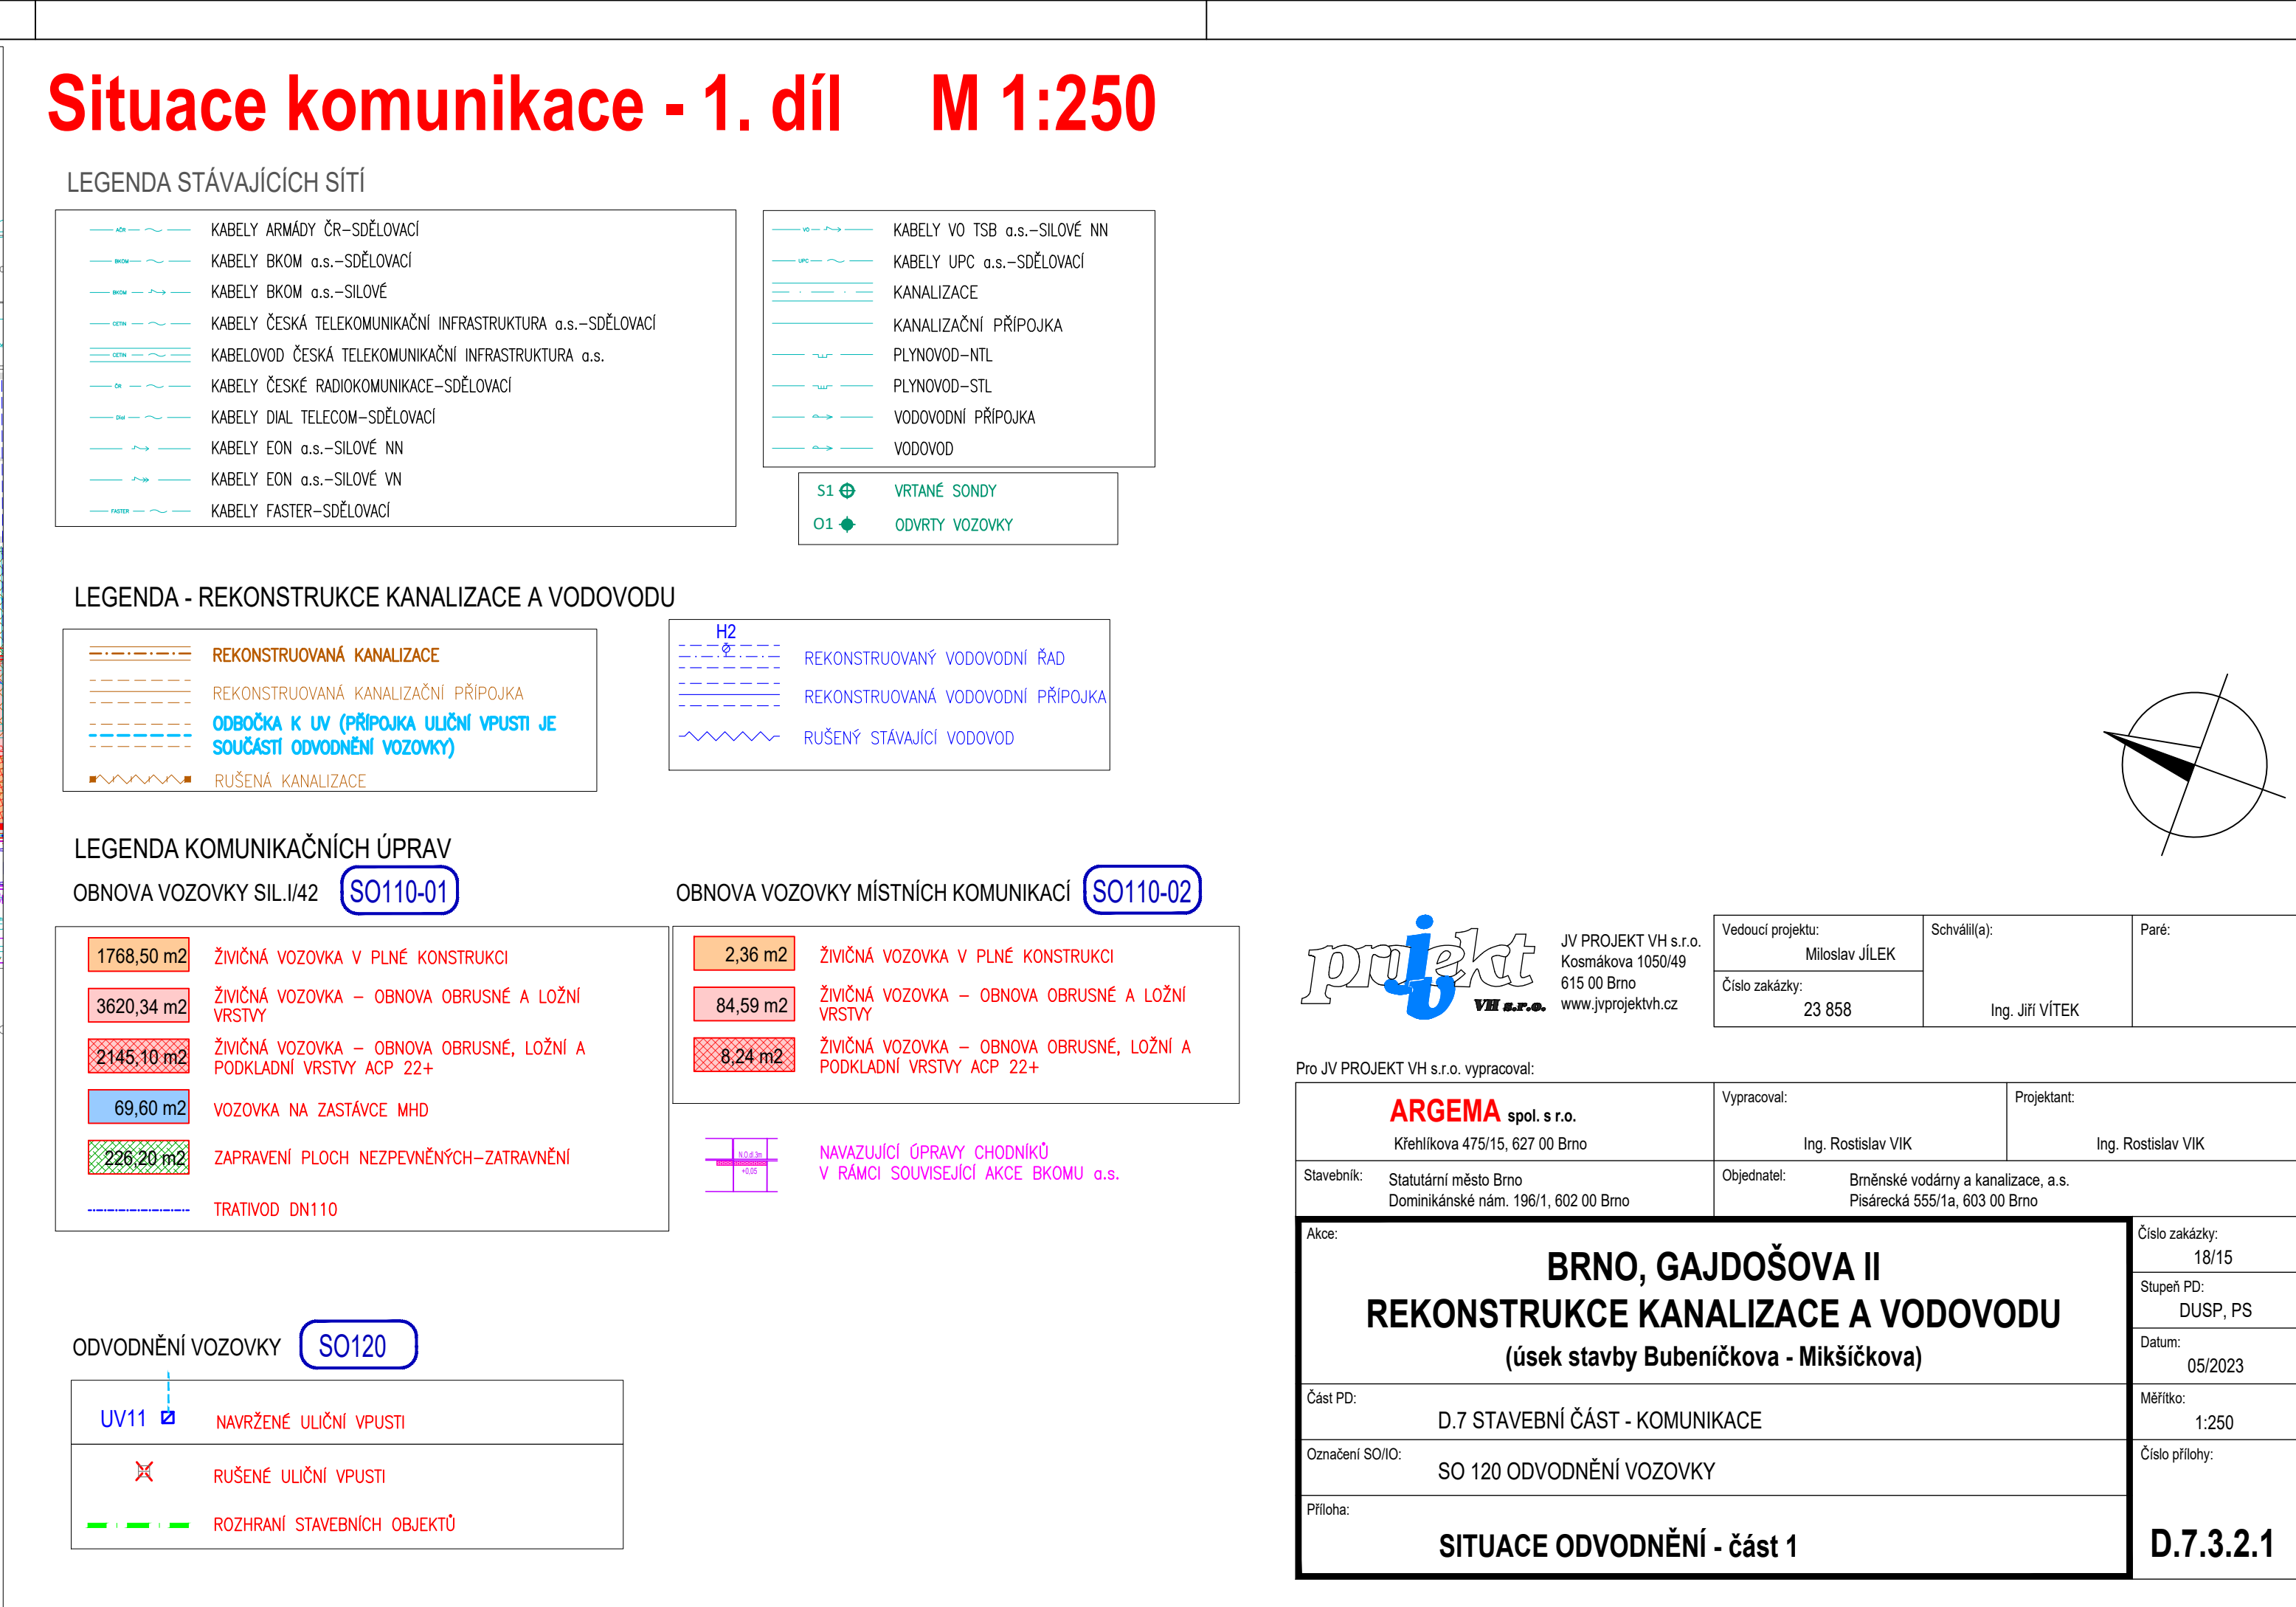 Situace komunikace - 1. díl M 1:250
LEGENDA STÁVAJÍCÍCH SÍTÍ
AČR KABELY ARMÁDY ČR-SDĚLOVACÍ
BKOM KABELY BKOM a.s.-SDĚLOVACÍ
BKOM KABELY BKOM a.s.-SILOVÉ
CETIN KABELY ČESKÁ TELEKOMUNIKAČNÍ INFRASTRUKTURA a.s.-SDĚLOVACÍ
CETIN KABELOVOD ČESKÁ TELEKOMUNIKAČNÍ INFRASTRUKTURA a.s.
ČR KABELY ČESKÉ RADIOKOMUNIKACE-SDĚLOVACÍ
Dial KABELY DIAL TELECOM-SDĚLOVACÍ
KABELY EON a.s.-SILOVÉ NN
KABELY EON a.s.-SILOVÉ VN
FASTER KABELY FASTER-SDĚLOVACÍ
VO KABELY VO TSB a.s.-SILOVÉ NN
UPC KABELY UPC a.s.-SDĚLOVACÍ
KANALIZACE
KANALIZAČNÍ PŘÍPOJKA
PLYNOVOD-NTL
PLYNOVOD-STL
VODOVODNÍ PŘÍPOJKA
VODOVOD
S1 VRTANÉ SONDY
O1 ODVRTY VOZOVKY
LEGENDA - REKONSTRUKCE KANALIZACE A VODOVODU
REKONSTRUOVANÁ KANALIZACE
REKONSTRUOVANÁ KANALIZAČNÍ PŘÍPOJKA
ODBOČKA K UV (PŘÍPOJKA ULIČNÍ VPUSTI JE
SOUČÁSTÍ ODVODNĚNÍ VOZOVKY)
RUŠENÁ KANALIZACE
H2
REKONSTRUOVANÝ VODOVODNÍ ŘAD
REKONSTRUOVANÁ VODOVODNÍ PŘÍPOJKA
RUŠENÝ STÁVAJÍCÍ VODOVOD
LEGENDA KOMUNIKAČNÍCH ÚPRAV
OBNOVA VOZOVKY SIL.I/42 SO110-01
1768,50 m2 ŽIVIČNÁ VOZOVKA V PLNÉ KONSTRUKCI
3620,34 m2 ŽIVIČNÁ VOZOVKA – OBNOVA OBRUSNÉ A LOŽNÍ
VRSTVY
2145,10 m2 ŽIVIČNÁ VOZOVKA – OBNOVA OBRUSNÉ, LOŽNÍ A
PODKLADNÍ VRSTVY ACP 22+
69,60 m2 VOZOVKA NA ZASTÁVCE MHD
226,20 m2 ZAPRAVENÍ PLOCH NEZPEVNĚNÝCH-ZATRAVNĚNÍ
TRATIVOD DN110
OBNOVA VOZOVKY MÍSTNÍCH KOMUNIKACÍ SO110-02
2,36 m2 ŽIVIČNÁ VOZOVKA V PLNÉ KONSTRUKCI
84,59 m2 ŽIVIČNÁ VOZOVKA – OBNOVA OBRUSNÉ A LOŽNÍ
VRSTVY
8,24 m2 ŽIVIČNÁ VOZOVKA – OBNOVA OBRUSNÉ, LOŽNÍ A
PODKLADNÍ VRSTVY ACP 22+
+0,05
NAVAZUJÍCÍ ÚPRAVY CHODNÍKŮ
V RÁMCI SOUVISEJÍCÍ AKCE BKOMU a.s.
ODVODNĚNÍ VOZOVKY SO120
UV11 NAVRŽENÉ ULIČNÍ VPUSTI
RUŠENÉ ULIČNÍ VPUSTI
ROZHRANÍ STAVEBNÍCH OBJEKTŮ
projekt jv
VH s.r.o.
JV PROJEKT VH s.r.o.
Kosmákova 1050/49
615 00 Brno
www.jvprojektvh.cz
Vedoucí projektu:
Miloslav JÍLEK
Číslo zakázky:
23 858
Schválil(a):
Ing. Jiří VÍTEK
Paré:
Pro JV PROJEKT VH s.r.o. vypracoval:
ARGEMA spol. s r.o.
Křehlíkova 475/15, 627 00 Brno
Vypracoval:
Ing. Rostislav VIK
Projektant:
Ing. Rostislav VIK
Stavebník: Statutární město Brno
Dominikánské nám. 196/1, 602 00 Brno
Objednatel: Brněnské vodárny a kanalizace, a.s.
Pisárecká 555/1a, 603 00 Brno
Akce:
BRNO, GAJDOŠOVA II
REKONSTRUKCE KANALIZACE A VODOVODU
(úsek stavby Bubeníčkova - Mikšíčkova)
Číslo zakázky:
18/15
Stupeň PD:
DUSP, PS
Datum:
05/2023
Část PD:
D.7 STAVEBNÍ ČÁST - KOMUNIKACE
Měřítko:
1:250
Označení SO/IO:
SO 120 ODVODNĚNÍ VOZOVKY
Číslo přílohy:
D.7.3.2.1
Příloha:
SITUACE ODVODNĚNÍ - část 1